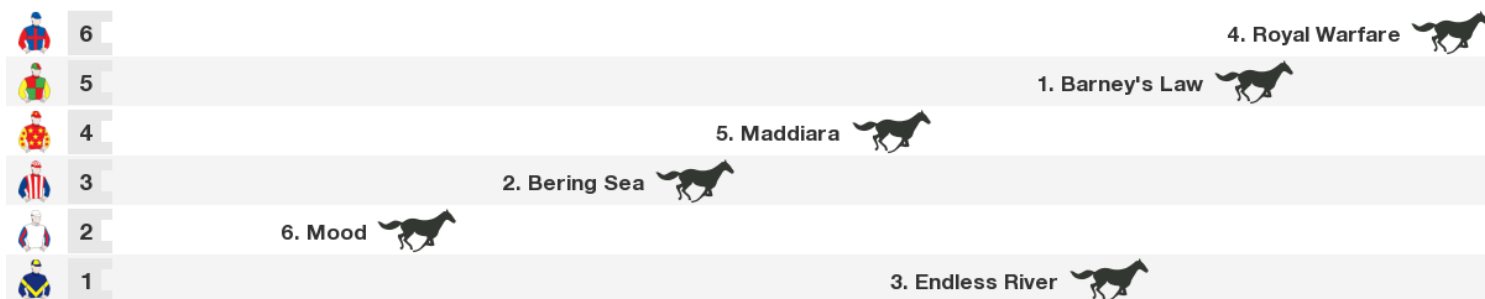 6 4. Royal Warfare
5 1. Barney's Law
4 5. Maddiara
3 2. Bering Sea
2 6. Mood
1 3. Endless River